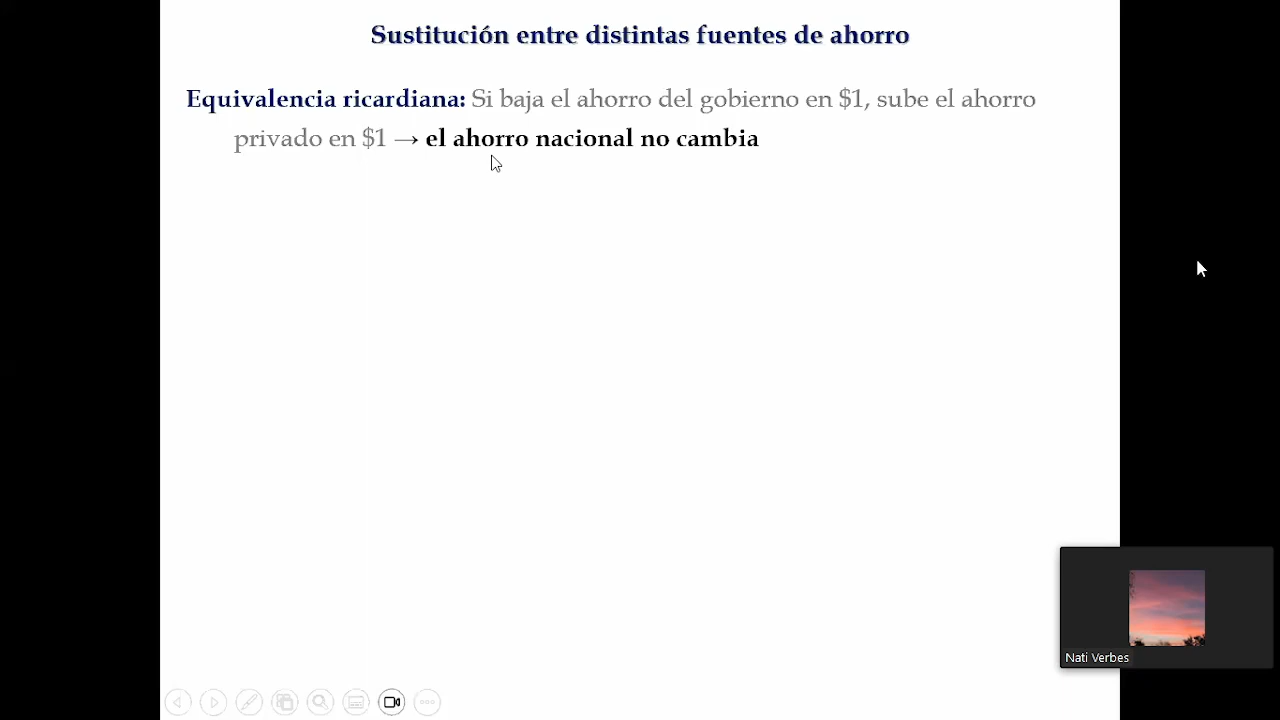 Sustitución entre distintas fuentes de ahorro
Equivalencia ricardiana: Si baja el ahorro del gobierno en $1, sube el ahorro
privado en $1 → el ahorro nacional no cambia
Nati Verbes